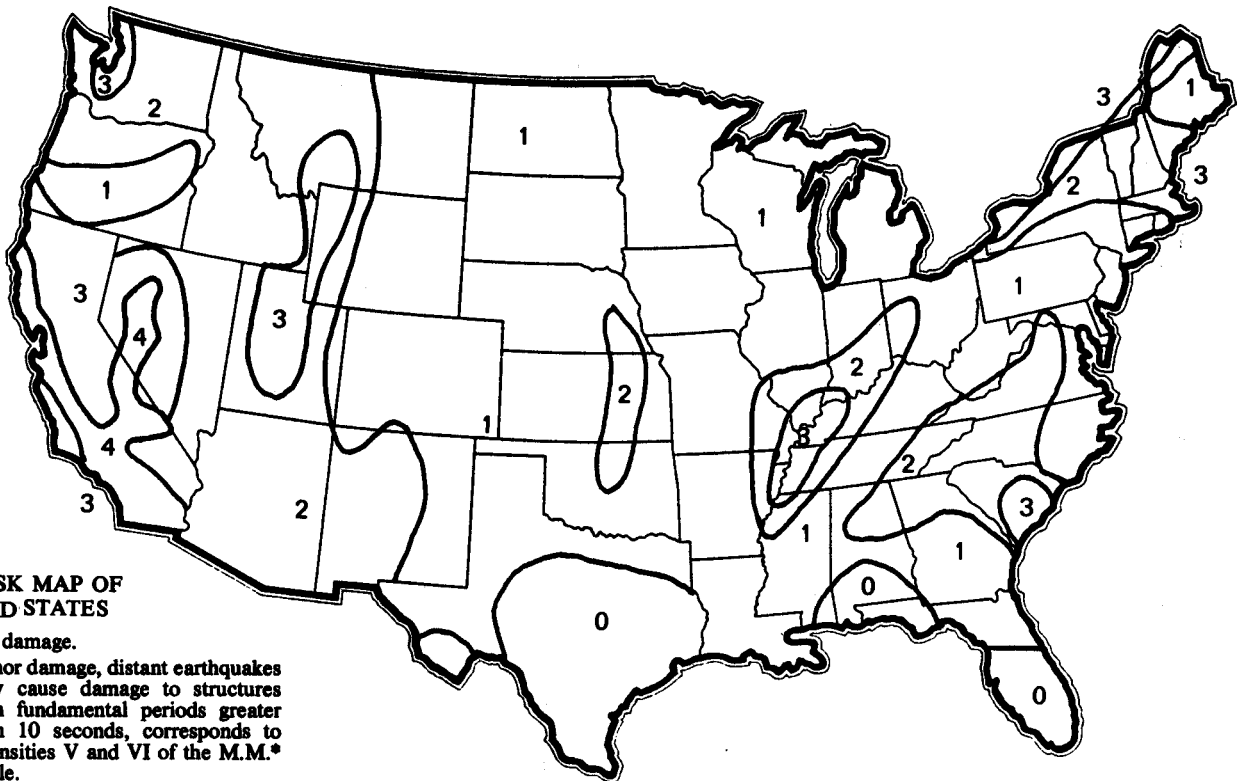 3
1
3
2
1
3
2
1
1
1
3
3
4
2
2
1
4
2
3
3
2
1
1
0
0
0
SK MAP OF
D STATES
damage.
nor damage, distant earthquakes
y cause damage to structures
n fundamental periods greater
n 10 seconds, corresponds to
nsities V and VI of the M.M.*
le.